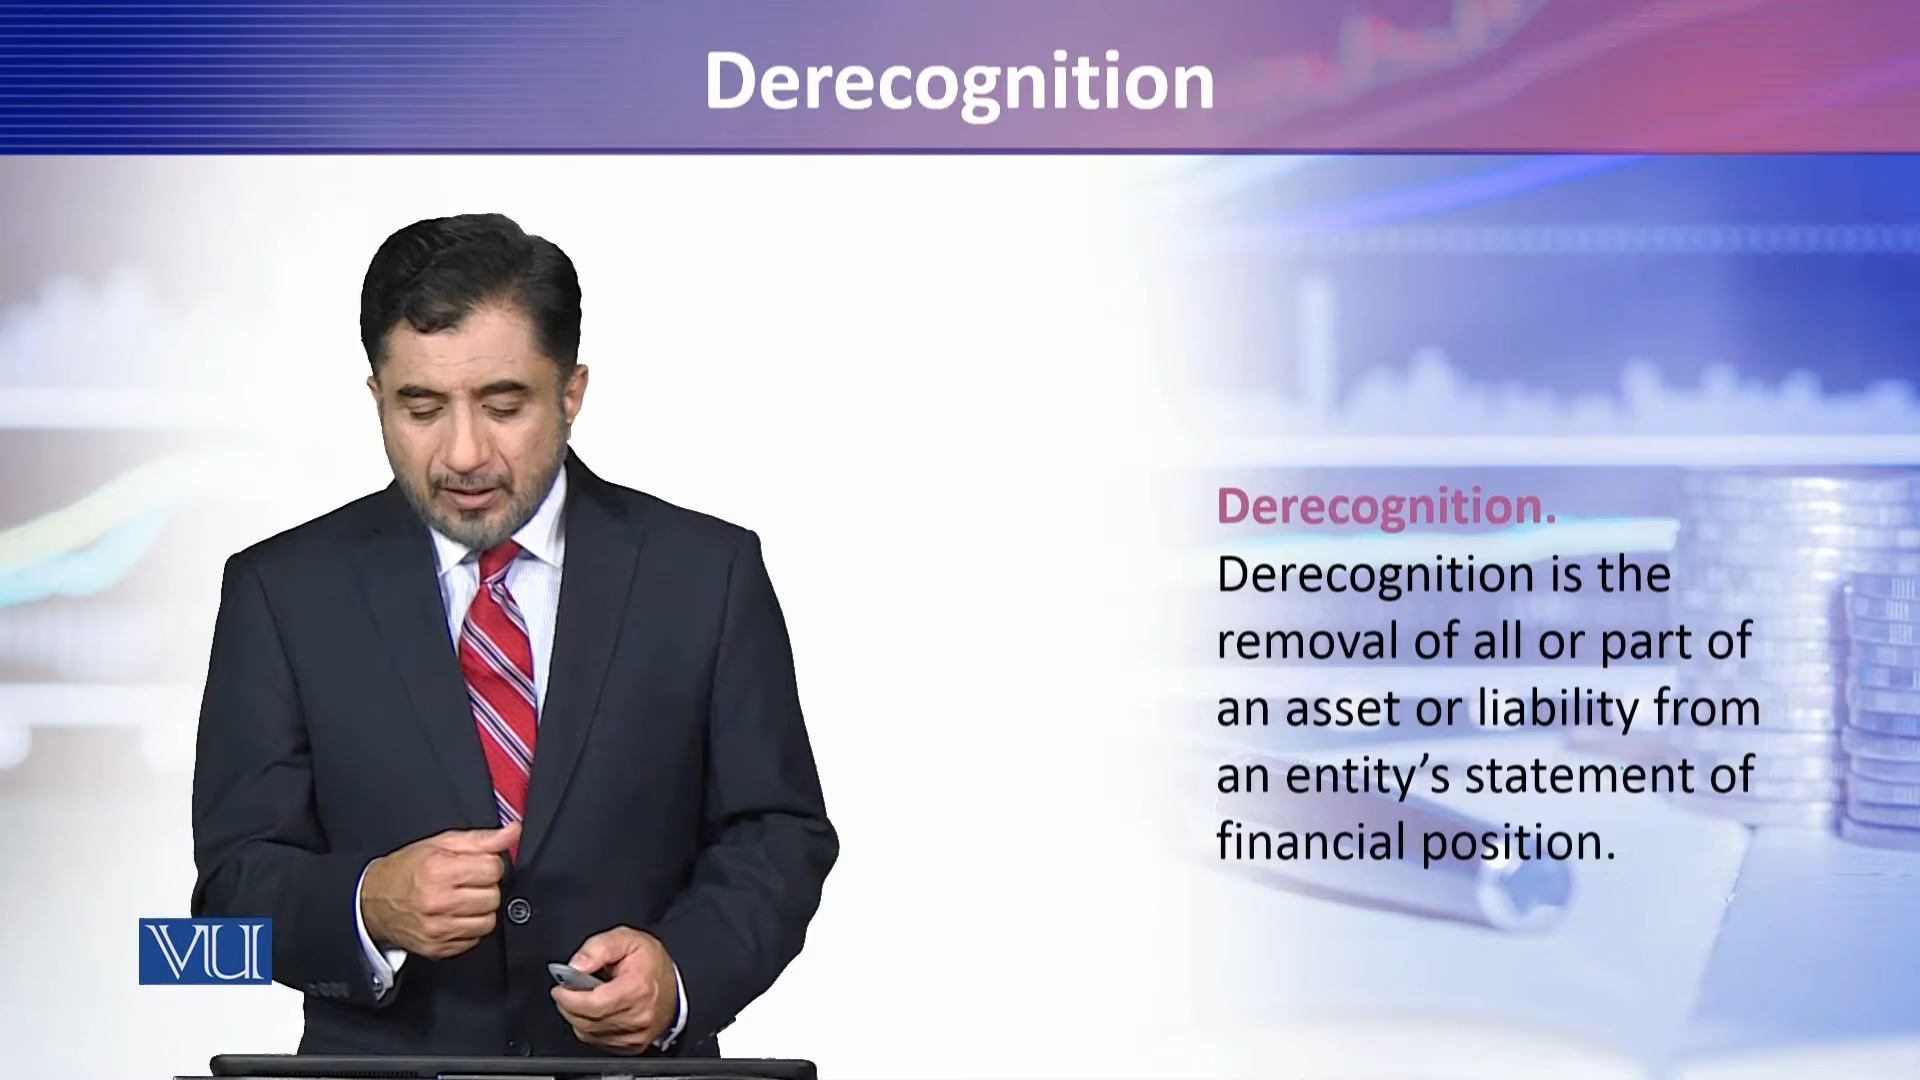 Derecognition
Derecognition.
Derecognition is the
removal of all or part of
an asset or liability from
an entity’s statement of
financial position.
VU